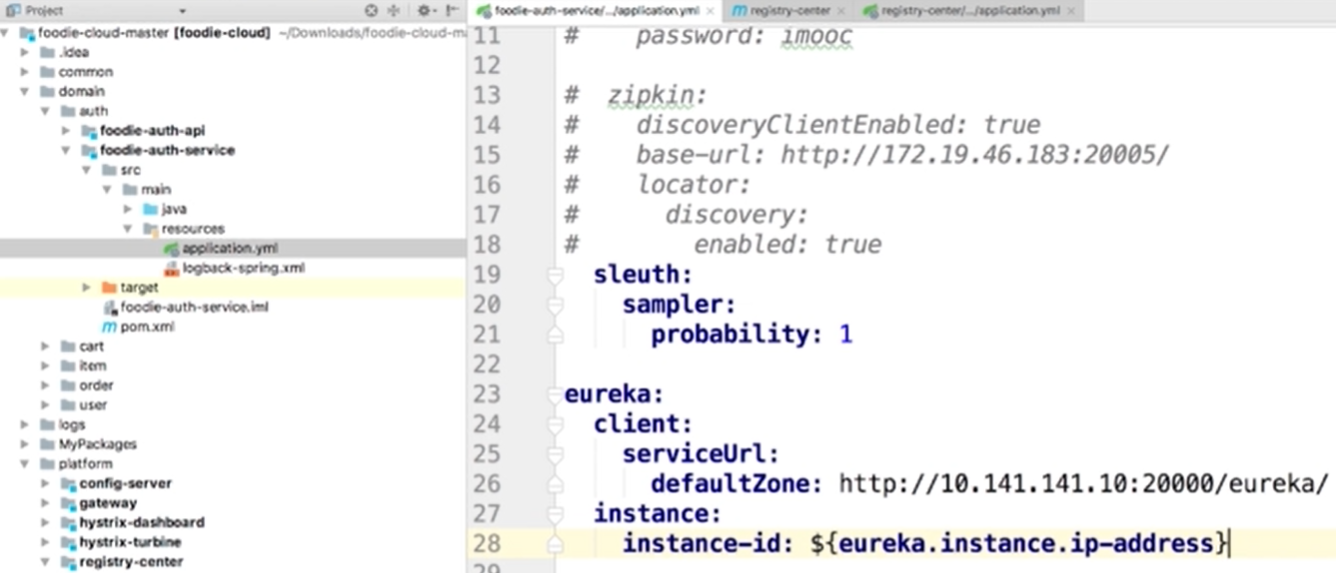 Project
foodie-cloud-master [foodie-cloud] ~/Downloads/foodie-cloud-m
.idea
common
domain
auth
foodie-auth-api
foodie-auth-service
src
main
java
resources
application.yml
logback-spring.xml
target
foodie-auth-service.iml
pom.xml
cart
item
order
user
logs
MyPackages
platform
config-server
gateway
hystrix-dashboard
hystrix-turbine
registry-center
foodie-auth-service/.../application.yml registry-center registry-center/.../application.yml
11 # password: imooc
12
13 # zipkin:
14 # discoveryClientEnabled: true
15 # base-url: http://172.19.46.183:20005/
16 # locator:
17 # discovery:
18 # enabled: true
19 sleuth:
20 sampler:
21 probability: 1
22
23 eureka:
24 client:
25 serviceUrl:
26 defaultZone: http://10.141.141.10:20000/eureka/
27 instance:
28 instance-id: ${eureka.instance.ip-address}
29